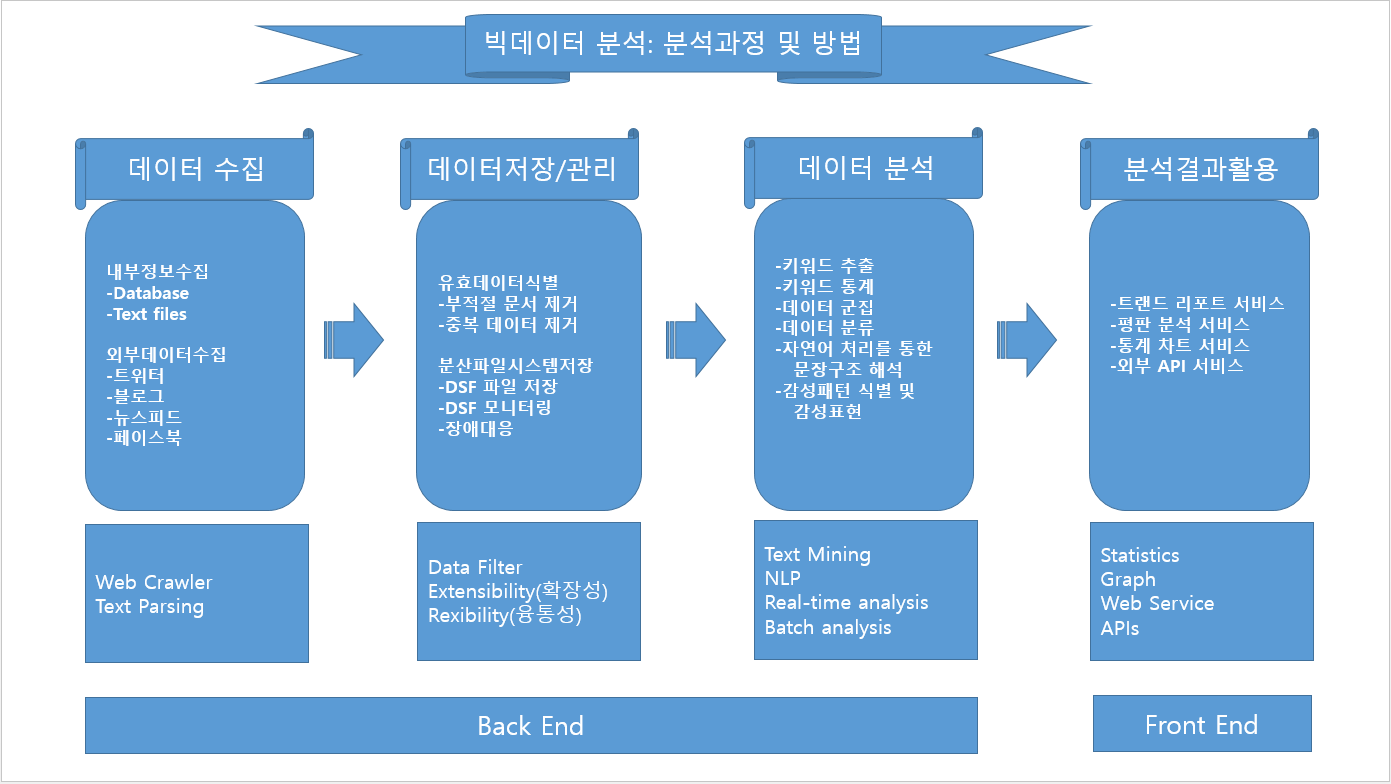 빅데이터 분석: 분석과정 및 방법
데이터 수집
내부정보수집
-Database
-Text files
외부데이터수집
-트위터
-블로그
-뉴스피드
-페이스북
Web Crawler
Text Parsing
데이터저장/관리
유효데이터식별
-부적절 문서 제거
-중복 데이터 제거
분산파일시스템저장
-DSF 파일 저장
-DSF 모니터링
-장애대응
Data Filter
Extensibility(확장성)
Rexibility(융통성)
데이터 분석
-키워드 추출
-키워드 통계
-데이터 군집
-데이터 분류
-자연어 처리를 통한
문장구조 해석
-감성패턴 식별 및
감성표현
Text Mining
NLP
Real-time analysis
Batch analysis
분석결과활용
-트랜드 리포트 서비스
-평판 분석 서비스
-통계 차트 서비스
-외부 API 서비스
Statistics
Graph
Web Service
APIs
Back End
Front End